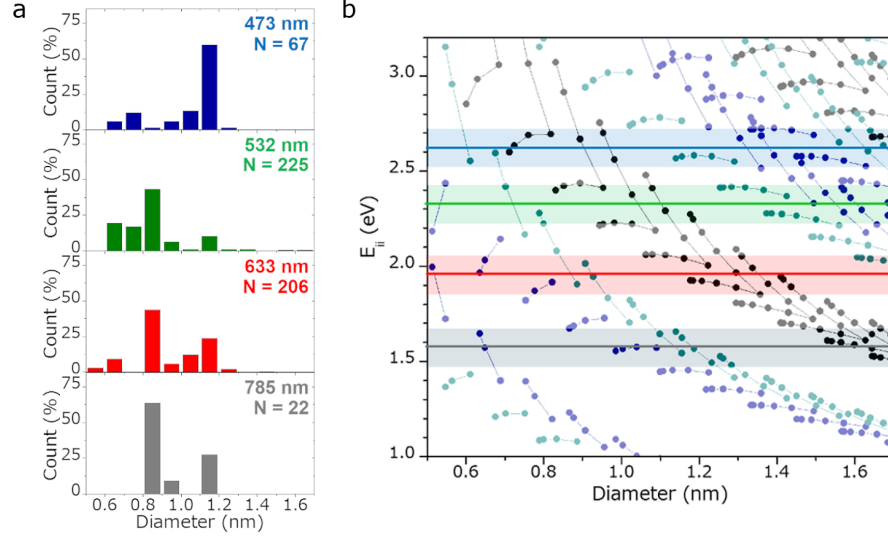 a
75
50
25
0
Count (%)
473 nm
N = 67
75
50
25
0
Count (%)
532 nm
N = 225
75
50
25
0
Count (%)
633 nm
N = 206
75
50
25
0
Count (%)
785 nm
N = 22
0.6 0.8 1.0 1.2 1.4 1.6
Diameter (nm)
b
3.0
2.5
2.0
1.5
1.0
E_ii (eV)
0.6 0.8 1.0 1.2 1.4 1.6
Diameter (nm)